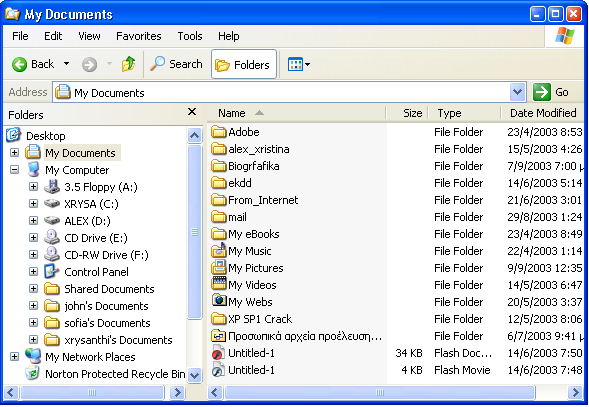 My Documents
File Edit View Favorites Tools Help
Back Search Folders
Address My Documents Go
Folders
Desktop
My Documents
My Computer
3.5 Floppy (A:)
XRYSA (C:)
ALEX (D:)
CD Drive (E:)
CD-RW Drive (F:)
Control Panel
Shared Documents
john's Documents
sofia's Documents
xrysanthi's Documents
My Network Places
Norton Protected Recycle Bin
Name Size Type Date Modified
Adobe File Folder 23/4/2003 8:53
alex_xristina File Folder 15/5/2003 4:26
Biogrfafika File Folder 7/9/2003 7:00 μ
ekdd File Folder 14/6/2003 5:14
From_Internet File Folder 21/6/2003 3:01
mail File Folder 29/8/2003 1:24
My eBooks File Folder 23/4/2003 8:49
My Music File Folder 22/4/2003 1:14
My Pictures File Folder 9/9/2003 12:35
My Videos File Folder 14/5/2003 6:47
My Webs File Folder 20/5/2003 3:37
XP SP1 Crack File Folder 12/5/2003 8:06
Προσωπικά αρχεία προέλευση... File Folder 6/7/2003 9:41 μ
Untitled-1 34 KB Flash Doc... 14/6/2003 7:50
Untitled-1 4 KB Flash Movie 14/6/2003 7:48